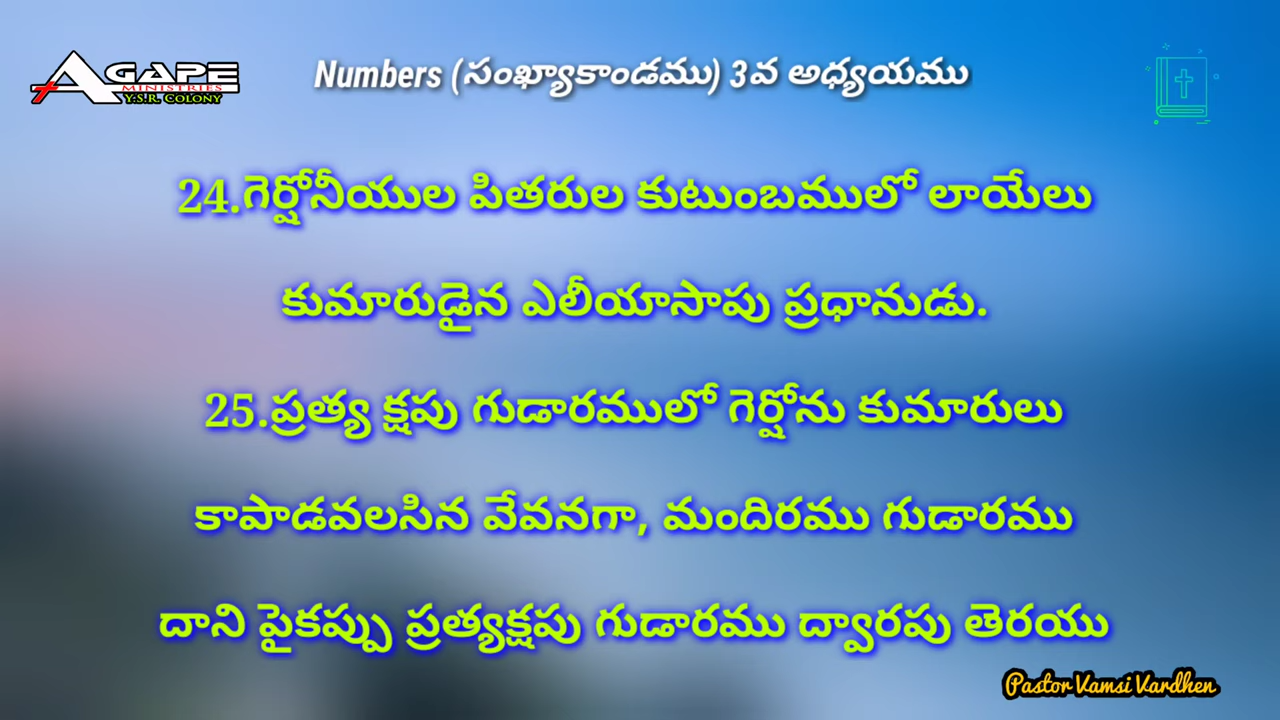 AGAPE
MINISTRIES
Y.S.R. COLONY
Numbers (సంఖ్యాకాండము) 3వ అధ్యయము
24.గెర్షోనీయుల పితరుల కుటుంబములో లాయేలు
కుమారుడైన ఎలీయాసాపు ప్రధానుడు.
25.ప్రత్య క్షపు గుడారములో గెర్షోను కుమారులు
కాపాడవలసిన వేవనగా, మందిరము గుడారము
దాని పైకప్పు ప్రత్యక్షపు గుడారము ద్వారపు తెరయు
Pastor Vamsi Vardhen